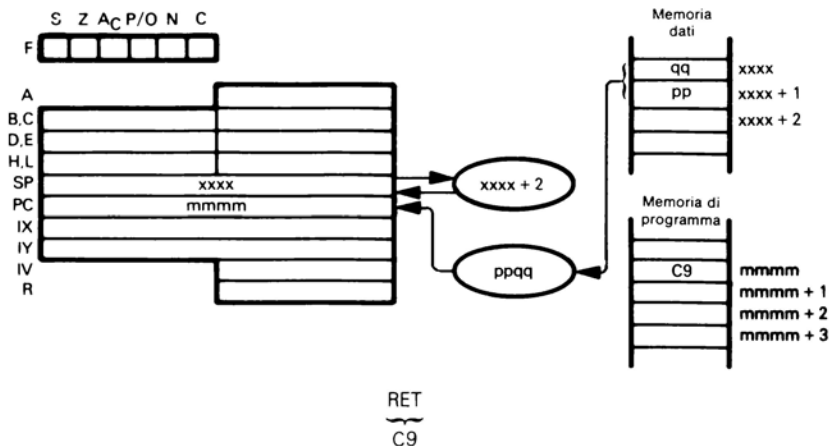 S Z AC P/O N C
F
A
B,C
D,E
H,L
SP xxxx
PC mmmm
IX
IY
IV
R
xxxx + 2
ppqq
Memoria
dati
qq xxxx
pp xxxx + 1
xxxx + 2
Memoria di
programma
C9 mmmm
mmmm + 1
mmmm + 2
mmmm + 3
RET
C9